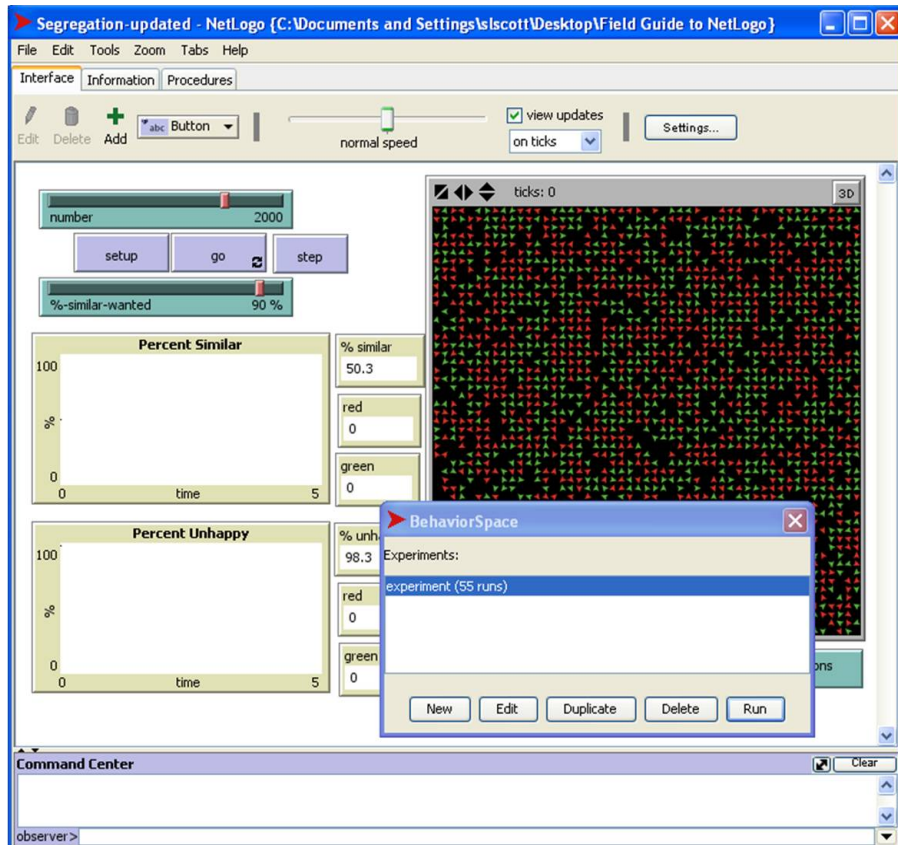 Segregation-updated - NetLogo {C:\Documents and Settings\slscott\Desktop\Field Guide to NetLogo}
File Edit Tools Zoom Tabs Help
Interface Information Procedures
Edit Delete Add abc Button normal speed view updates on ticks Settings...
ticks: 0 3D
number 2000
setup go step
%-similar-wanted 90 %
Percent Similar
100
%
0
0 time 5
% similar
50.3
red
0
green
0
Percent Unhappy
100
%
0
0 time 5
% unh
98.3
red
0
green
0
ons
BehaviorSpace
Experiments:
experiment (55 runs)
New Edit Duplicate Delete Run
Command Center Clear
observer>